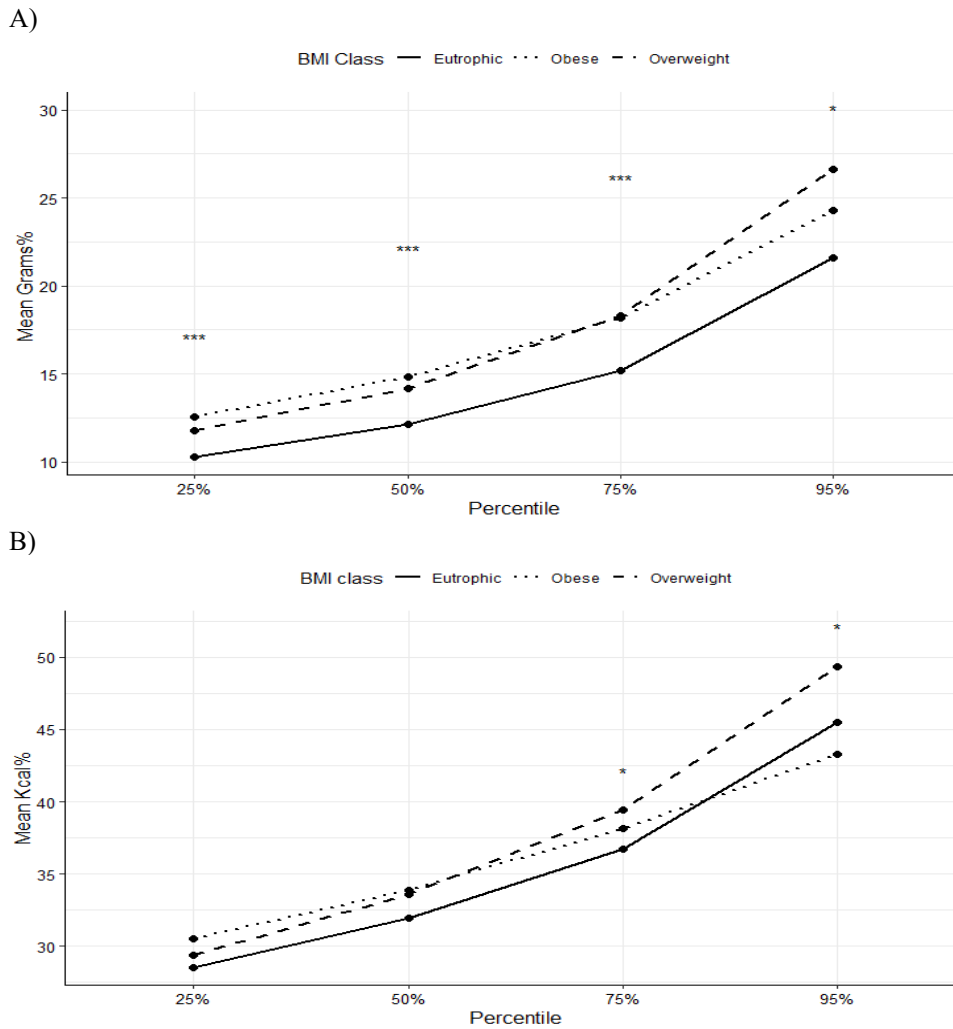 A)
BMI Class Eutrophic Obese Overweight
30
*
25
***
20
***
***
15
10
Mean Grams%
25% 50% 75% 95%
Percentile
B)
BMI class Eutrophic Obese Overweight
*
50
45
*
40
35
30
Mean Kcal%
25% 50% 75% 95%
Percentile